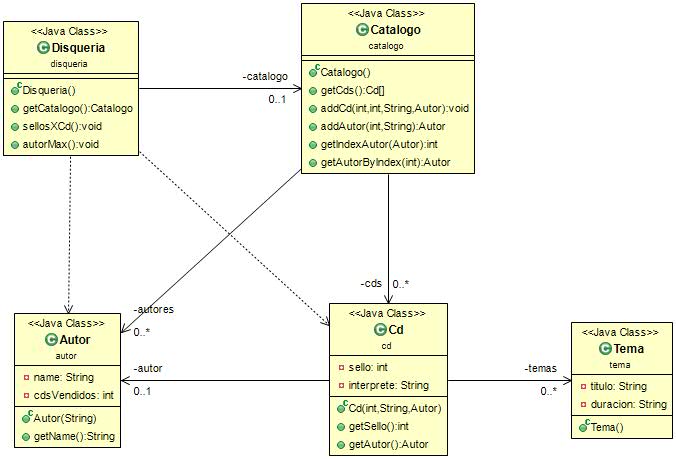 <<Java Class>>
Disqueria
disqueria
Disqueria()
getCatalogo():Catalogo
sellosXCd():void
autorMax():void
-catalogo
0..1
<<Java Class>>
Catalogo
catalogo
Catalogo()
getCds():Cd[]
addCd(int,int,String,Autor):void
addAutor(int,String):Autor
getIndexAutor(Autor):int
getAutorByIndex(int):Autor
-autores
0..*
-cds
0..*
<<Java Class>>
Autor
autor
name: String
cdsVendidos: int
Autor(String)
getName():String
-autor
0..1
<<Java Class>>
Cd
cd
sello: int
interprete: String
Cd(int,String,Autor)
getSello():int
getAutor():Autor
-temas
0..*
<<Java Class>>
Tema
tema
titulo: String
duracion: String
Tema()